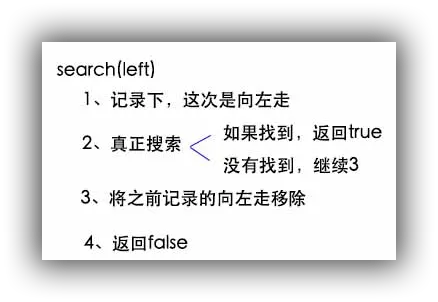 search(left)
1、记录下，这次是向左走
2、真正搜索
如果找到，返回true
没有找到，继续3
3、将之前记录的向左走移除
4、返回false